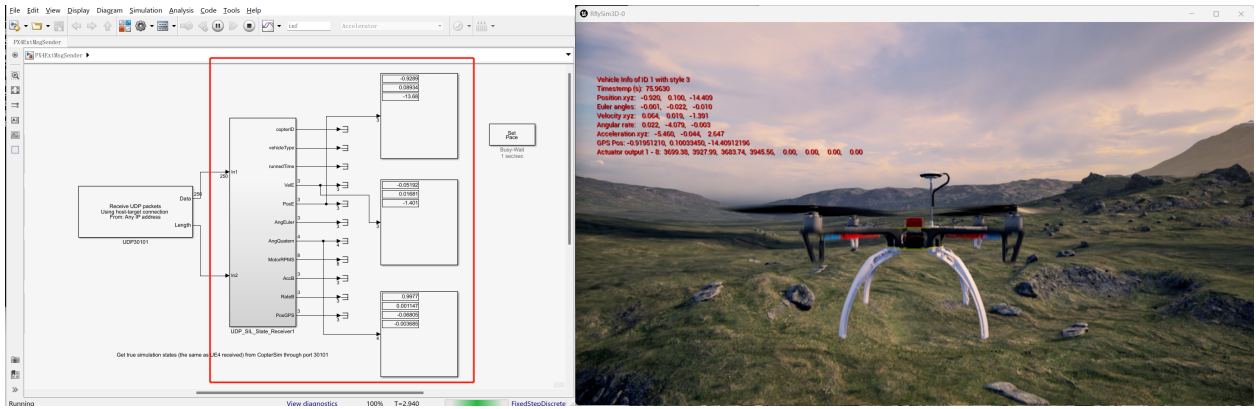 File Edit View Display Diagram Simulation Analysis Code Tools Help
inf
Accelerator
PX4ExtMsgSender
PX4ExtMsgSender
Receive UDP packets
Using host-target connection
From: Any IP address
Data
Length
UDP30101
250
250
In1
In2
copterID
vehicleType
runnedTime
VelE
PosE
AngEuler
AngQuatern
MotorRPMS
AccB
RateB
PosGPS
UDP_SIL_State_Receiver1
-0.9289
0.08934
-13.68
-0.05192
0.01681
-1.401
0.9977
0.001147
-0.06805
-0.003685
Set
Pace
Busy-Wait
1 sec/sec
Get true simulation states (the same as UE4 received) from CopterSim through port 30101
Running
View diagnostics
100%
T=2.940
FixedStepDiscrete
RflySim3D-0
Vehicle Info of ID 1 with style 3
Timestemp (s): 75.9630
Position xyz: -0.920, 0.100, -14.409
Euler angles: -0.001, -0.022, -0.010
Velocity xyz: 0.064, 0.019, -1.391
Angular rate: 0.022, -4.079, -0.003
Acceleration xyz: -5.460, -0.044, 2.647
GPS Pos: -0.91951210, 0.10033450, -14.40912196
Actuator output 1 - 8: 3699.38, 3927.99, 3683.74, 3945.56, 0.00, 0.00, 0.00, 0.00